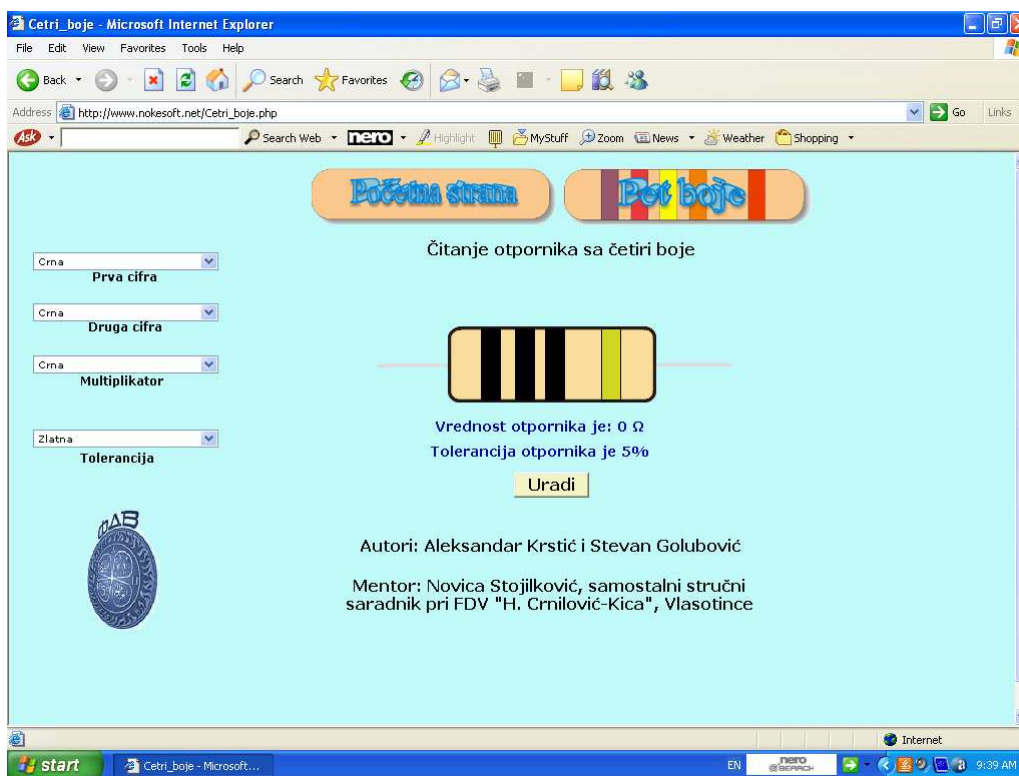 Cetri_boje - Microsoft Internet Explorer
File Edit View Favorites Tools Help
Back Search Favorites
Address http://www.nokesoft.net/Cetri_boje.php Go Links
Ask Search Web nero Highlight MyStuff Zoom News Weather Shopping
Početna strana Pet boje
Čitanje otpornika sa četiri boje
Crna
Prva cifra
Crna
Druga cifra
Crna
Multiplikator
Zlatna
Tolerancija
Vrednost otpornika je: 0 Ω
Tolerancija otpornika je 5%
Uradi
Autori: Aleksandar Krstić i Stevan Golubović
Mentor: Novica Stojilković, samostalni stručni
saradnik pri FDV "H. Crnilović-Kica", Vlasotince
Internet
start Cetri_boje - Microsoft... EN nero SEARCH 9:39 AM